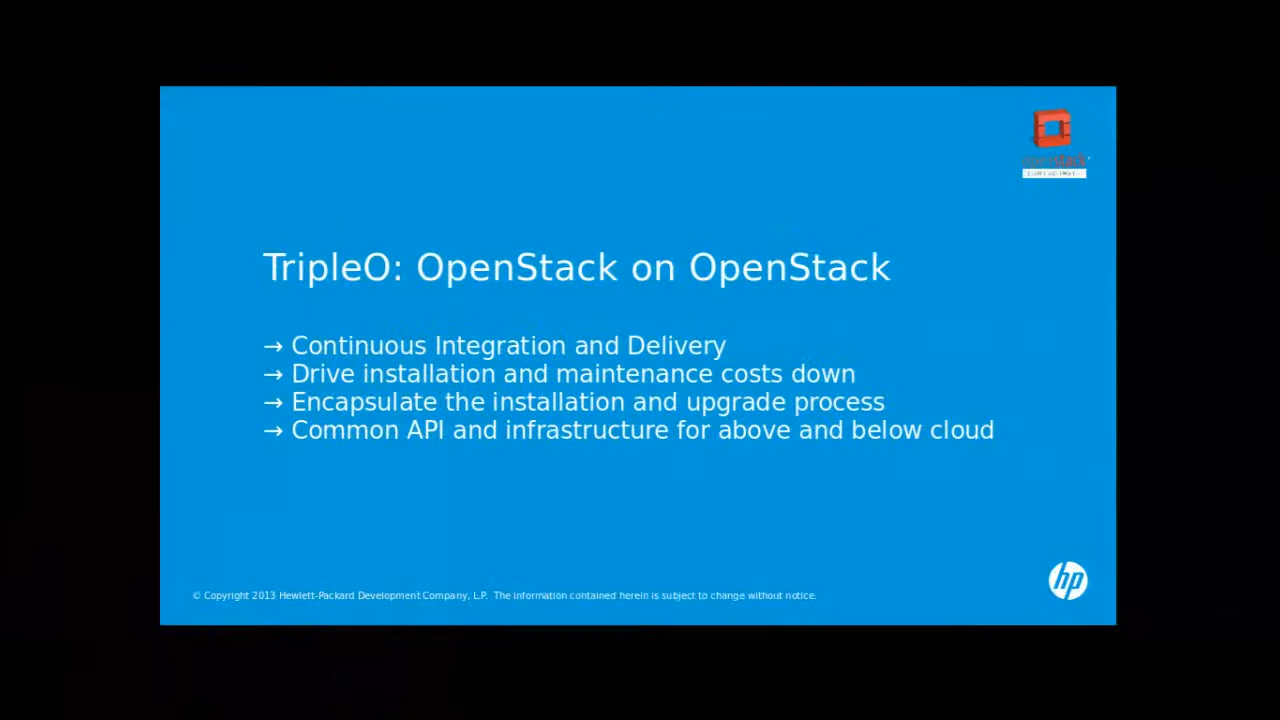 openstack
TripleO: OpenStack on OpenStack
→ Continuous Integration and Delivery
→ Drive installation and maintenance costs down
→ Encapsulate the installation and upgrade process
→ Common API and infrastructure for above and below cloud
hp
© Copyright 2013 Hewlett-Packard Development Company, L.P. The information contained herein is subject to change without notice.